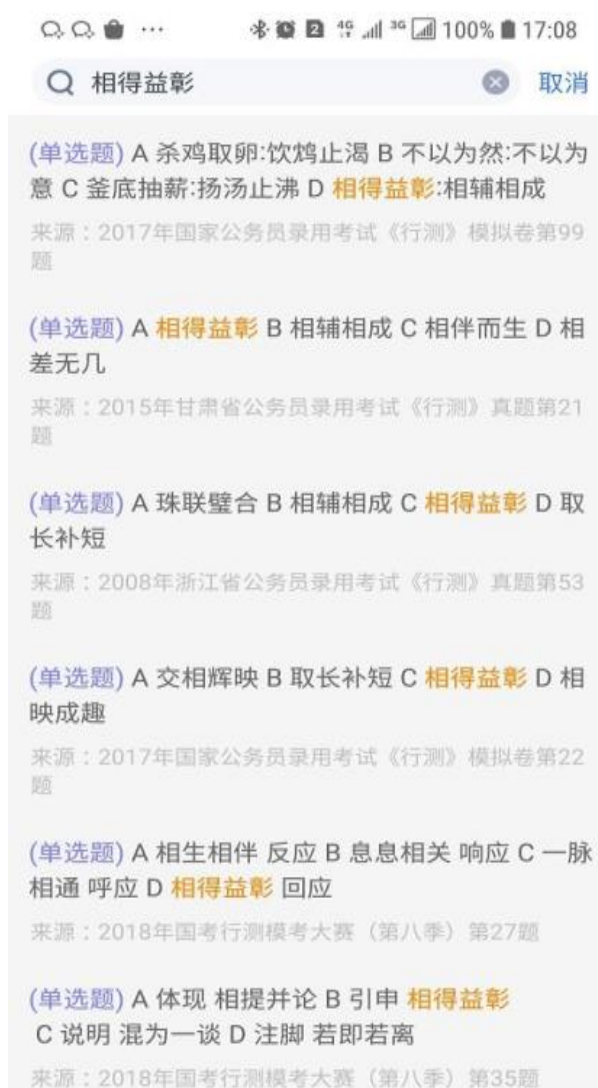 2 4G 3G 100% 17:08
相得益彰 取消
(单选题) A 杀鸡取卵:饮鸩止渴 B 不以为然:不以为
意 C 釜底抽薪:扬汤止沸 D 相得益彰:相辅相成
来源：2017年国家公务员录用考试《行测》模拟卷第99
题
(单选题) A 相得益彰 B 相辅相成 C 相伴而生 D 相
差无几
来源：2015年甘肃省公务员录用考试《行测》真题第21
题
(单选题) A 珠联璧合 B 相辅相成 C 相得益彰 D 取
长补短
来源：2008年浙江省公务员录用考试《行测》真题第53
题
(单选题) A 交相辉映 B 取长补短 C 相得益彰 D 相
映成趣
来源：2017年国家公务员录用考试《行测》模拟卷第22
题
(单选题) A 相生相伴 反应 B 息息相关 响应 C 一脉
相通 呼应 D 相得益彰 回应
来源：2018年国考行测模考大赛（第八季）第27题
(单选题) A 体现 相提并论 B 引申 相得益彰
C 说明 混为一谈 D 注脚 若即若离
来源：2018年国考行测模考大赛（第八季）第35题